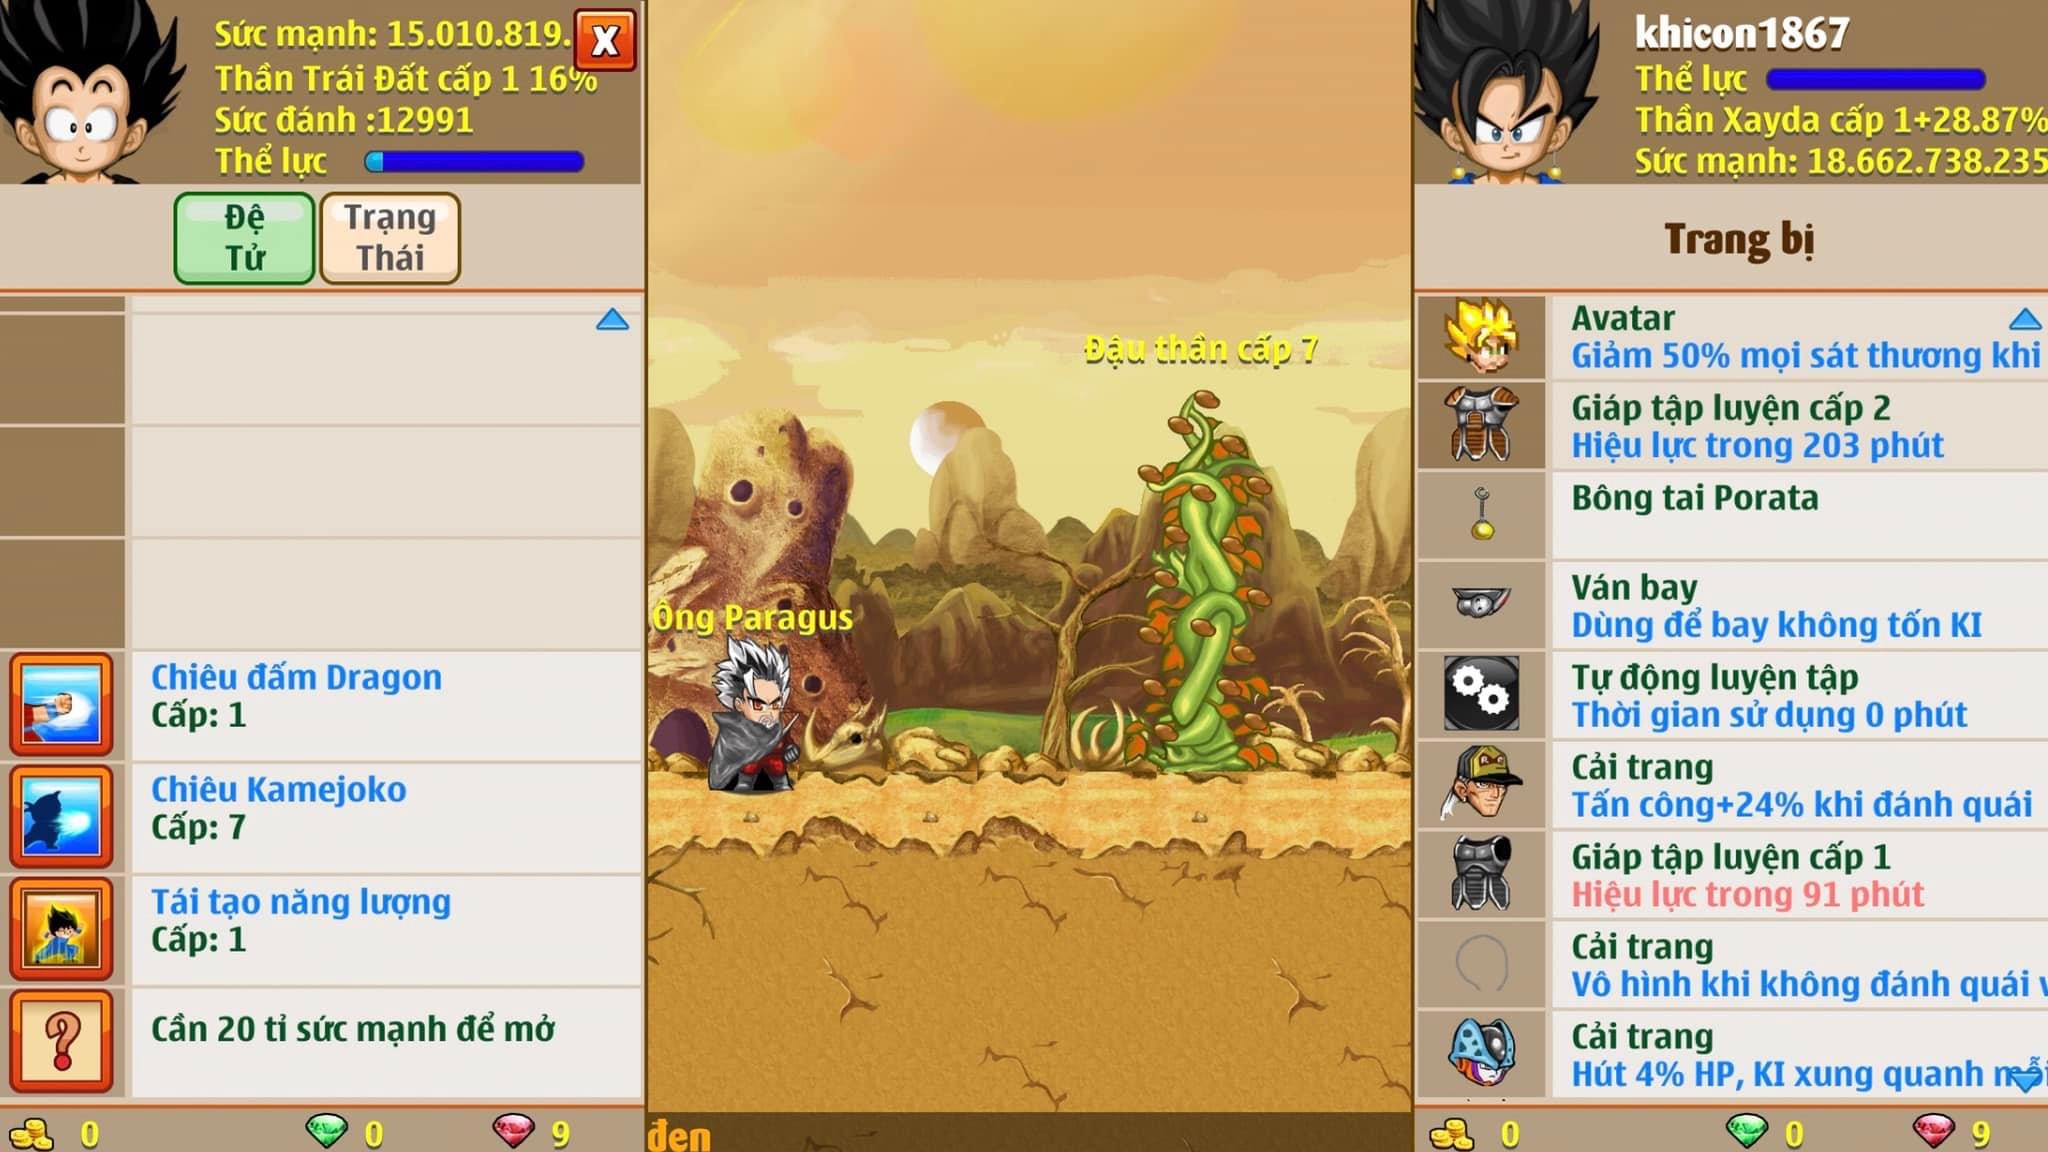 Sức mạnh: 15.010.819.
X
Thần Trái Đất cấp 1 16%
Sức đánh :12991
Thể lực
Đệ
Tử
Trạng
Thái
Chiêu đấm Dragon
Cấp: 1
Chiêu Kamejoko
Cấp: 7
Tái tạo năng lượng
Cấp: 1
?
Cần 20 tỉ sức mạnh để mở
0
0
9
Đậu thần cấp 7
Ông Paragus
đen
khicon1867
Thể lực
Thần Xayda cấp 1+28.87%
Sức mạnh: 18.662.738.235
Trang bị
Avatar
Giảm 50% mọi sát thương khi
Giáp tập luyện cấp 2
Hiệu lực trong 203 phút
Bông tai Porata
Ván bay
Dùng để bay không tốn KI
Tự động luyện tập
Thời gian sử dụng 0 phút
Cải trang
Tấn công+24% khi đánh quái
Giáp tập luyện cấp 1
Hiệu lực trong 91 phút
Cải trang
Vô hình khi không đánh quái v
Cải trang
Hút 4% HP, KI xung quanh mỗi
0
0
9